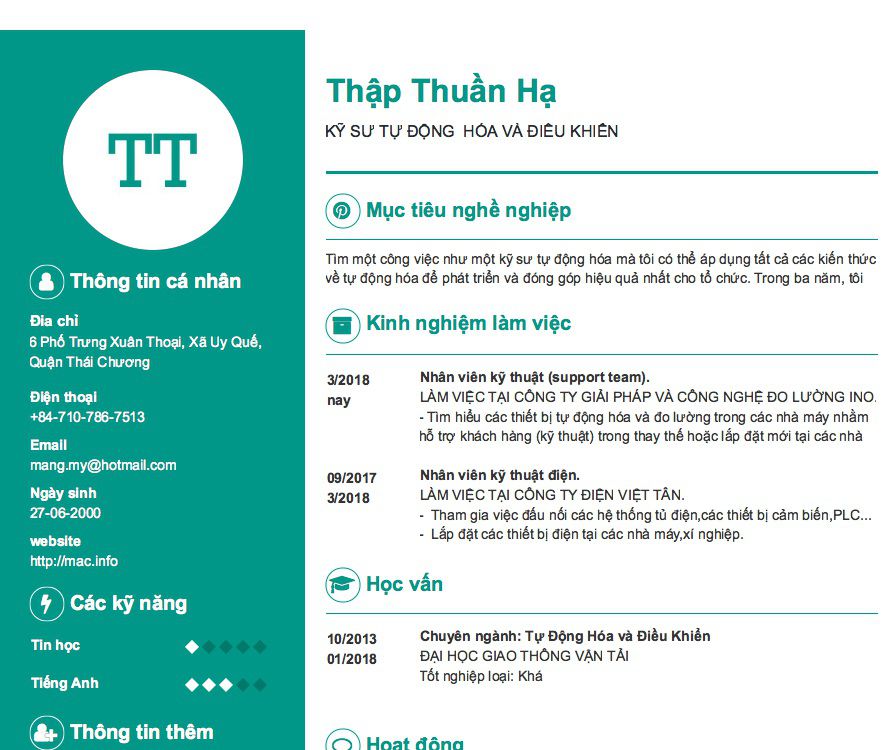 TT
Thông tin cá nhân
Địa chỉ
6 Phố Trưng Xuân Thoại, Xã Uy Quế,
Quận Thái Chương
Điện thoại
+84-710-786-7513
Email
mang.my@hotmail.com
Ngày sinh
27-06-2000
website
http://mac.info
Các kỹ năng
Tin học
Tiếng Anh
Thông tin thêm
Thập Thuần Hạ
KỸ SƯ TỰ ĐỘNG HÓA VÀ ĐIỀU KHIỂN
Mục tiêu nghề nghiệp
Tìm một công việc như một kỹ sư tự động hóa mà tôi có thể áp dụng tất cả các kiến thức
về tự động hóa để phát triển và đóng góp hiệu quả nhất cho tổ chức. Trong ba năm, tôi
Kinh nghiệm làm việc
3/2018
nay
Nhân viên kỹ thuật (support team).
LÀM VIỆC TẠI CÔNG TY GIẢI PHÁP VÀ CÔNG NGHỆ ĐO LƯỜNG INO.
- Tìm hiểu các thiết bị tự động hóa và đo lường trong các nhà máy nhằm
hỗ trợ khách hàng (kỹ thuật) trong thay thế hoặc lắp đặt mới tại các nhà
09/2017
3/2018
Nhân viên kỹ thuật điện.
LÀM VIỆC TẠI CÔNG TY ĐIỆN VIỆT TÂN.
- Tham gia việc đấu nối các hệ thống tủ điện,các thiết bị cảm biến,PLC...
- Lắp đặt các thiết bị điện tại các nhà máy,xí nghiệp.
Học vấn
10/2013
01/2018
Chuyên ngành: Tự Động Hóa và Điều Khiển
ĐẠI HỌC GIAO THÔNG VẬN TẢI
Tốt nghiệp loại: Khá
Hoạt động